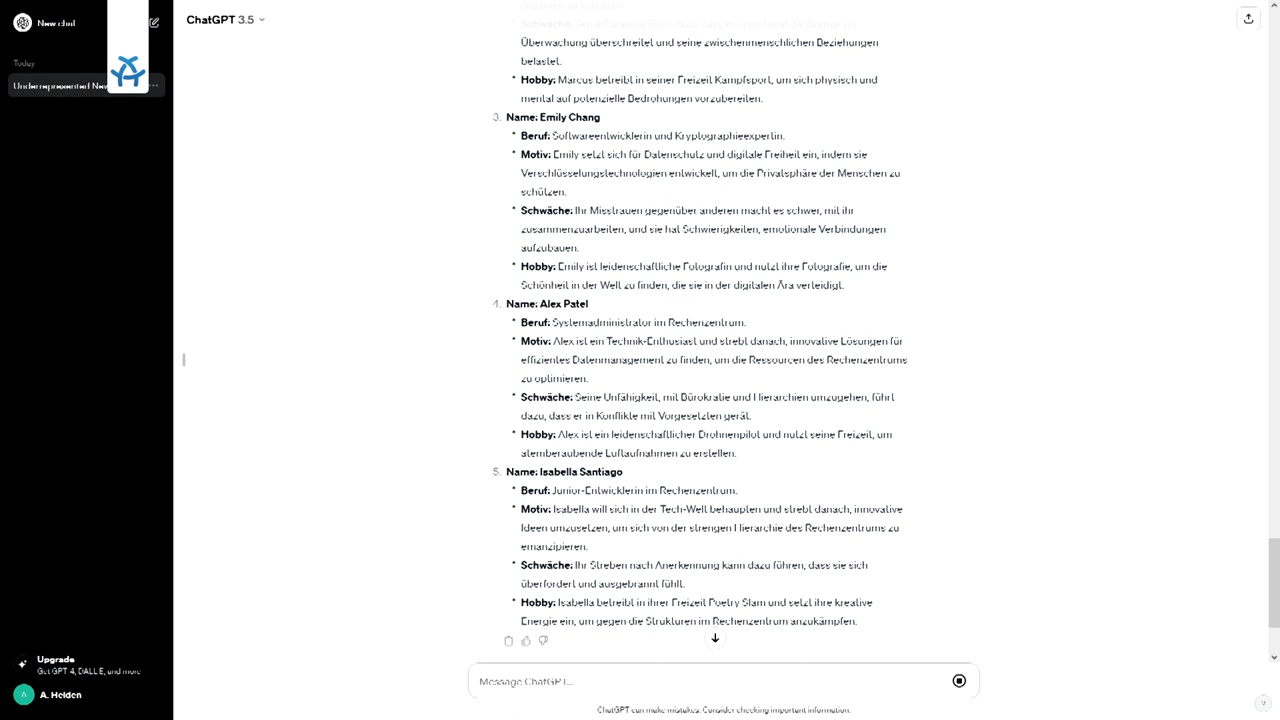 New chat
ChatGPT 3.5
Today
Underrepresented New
Überwachung überschreitet und seine zwischenmenschlichen Beziehungen
belastet.
Hobby: Marcus betreibt in seiner Freizeit Kampfsport, um sich physisch und
mental auf potenzielle Bedrohungen vorzubereiten.
3. Name: Emily Chang
Beruf: Softwareentwicklerin und Kryptographieexpertin.
Motiv: Emily setzt sich für Datenschutz und digitale Freiheit ein, indem sie
Verschlüsselungstechnologien entwickelt, um die Privatsphäre der Menschen zu
schützen.
Schwäche: Ihr Misstrauen gegenüber anderen macht es schwer, mit ihr
zusammenzuarbeiten, und sie hat Schwierigkeiten, emotionale Verbindungen
aufzubauen.
Hobby: Emily ist leidenschaftliche Fotografin und nutzt ihre Fotografie, um die
Schönheit in der Welt zu finden, die sie in der digitalen Ära verteidigt.
4. Name: Alex Patel
Beruf: Systemadministrator im Rechenzentrum.
Motiv: Alex ist ein Technik-Enthusiast und strebt danach, innovative Lösungen für
effizientes Datenmanagement zu finden, um die Ressourcen des Rechenzentrums
zu optimieren.
Schwäche: Seine Unfähigkeit, mit Bürokratie und Hierarchien umzugehen, führt
dazu, dass er in Konflikte mit Vorgesetzten gerät.
Hobby: Alex ist ein leidenschaftlicher Drohnenpilot und nutzt seine Freizeit, um
atemberaubende Luftaufnahmen zu erstellen.
5. Name: Isabella Santiago
Beruf: Junior-Entwicklerin im Rechenzentrum.
Motiv: Isabella will sich in der Tech-Welt behaupten und strebt danach, innovative
Ideen umzusetzen, um sich von der strengen Hierarchie des Rechenzentrums zu
emanzipieren.
Schwäche: Ihr Streben nach Anerkennung kann dazu führen, dass sie sich
überfordert und ausgebrannt fühlt.
Hobby: Isabella betreibt in ihrer Freizeit Poetry Slam und setzt ihre kreative
Energie ein, um gegen die Strukturen im Rechenzentrum anzukämpfen.
Upgrade
Get GPT-4, DALL·E, and more
A A. Helden
Message ChatGPT...
ChatGPT can make mistakes. Consider checking important information.
?